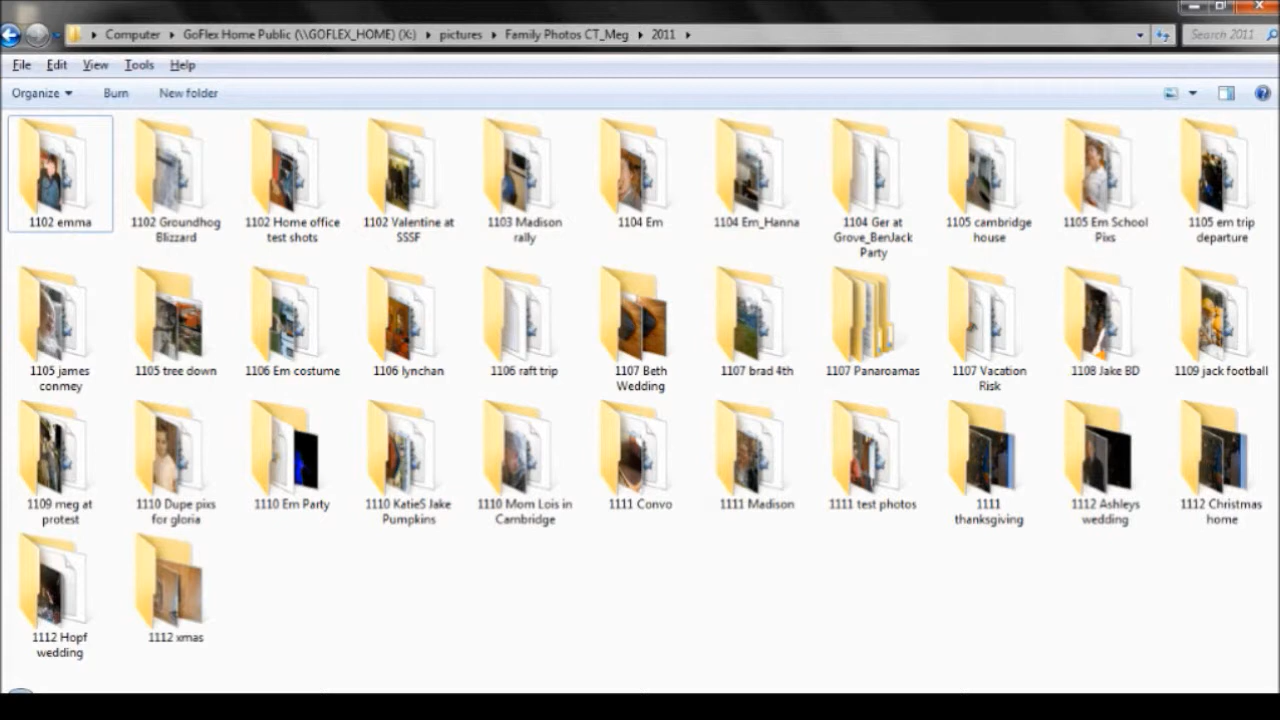 Computer ▸ GoFlex Home Public (\\GOFLEX_HOME) (X:) ▸ pictures ▸ Family Photos CT_Meg ▸ 2011 ▸
Search 2011
File Edit View Tools Help
Organize Burn New folder
1102 emma
1102 Groundhog
Blizzard
1102 Home office
test shots
1102 Valentine at
SSSF
1103 Madison
rally
1104 Em
1104 Em_Hanna
1104 Ger at
Grove_BenJack
Party
1105 cambridge
house
1105 Em School
Pixs
1105 em trip
departure
1105 james
conmey
1105 tree down
1106 Em costume
1106 lynchan
1106 raft trip
1107 Beth
Wedding
1107 brad 4th
1107 Panaroamas
1107 Vacation
Risk
1108 Jake BD
1109 jack football
1109 meg at
protest
1110 Dupe pixs
for gloria
1110 Em Party
1110 KatieS Jake
Pumpkins
1110 Mom Lois in
Cambridge
1111 Convo
1111 Madison
1111 test photos
1111
thanksgiving
1112 Ashleys
wedding
1112 Christmas
home
1112 Hopf
wedding
1112 xmas